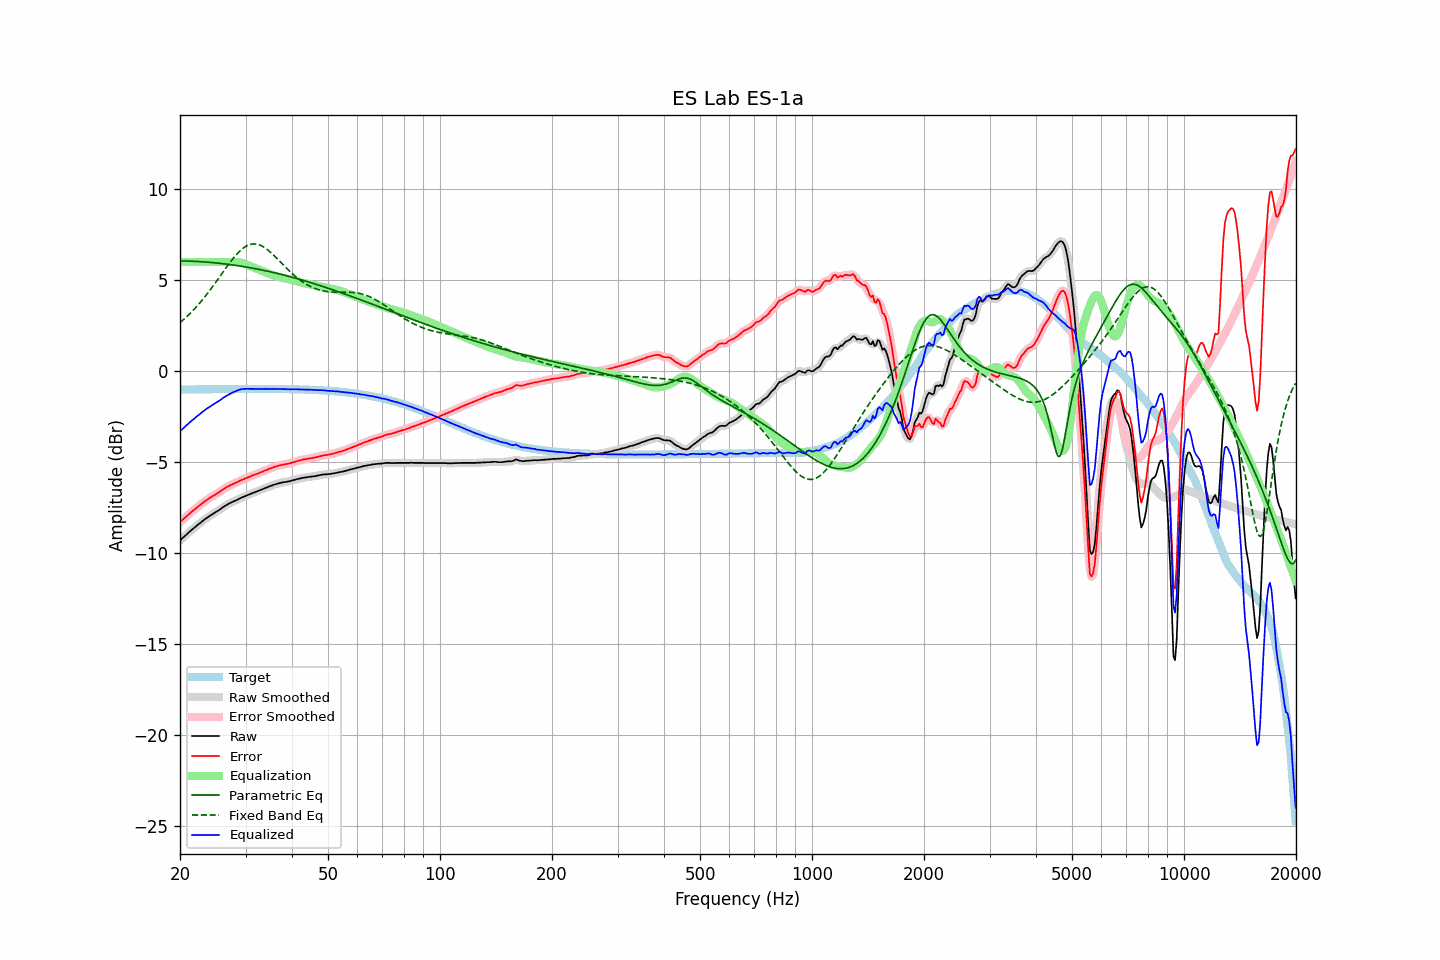 ES Lab ES-1a
Amplitude (dBr)
10
5
0
−5
−10
−15
−20
−25
Target
Raw Smoothed
Error Smoothed
Raw
Error
Equalization
Parametric Eq
Fixed Band Eq
Equalized
20 50 100 200 500 1000 2000 5000 10000 20000
Frequency (Hz)